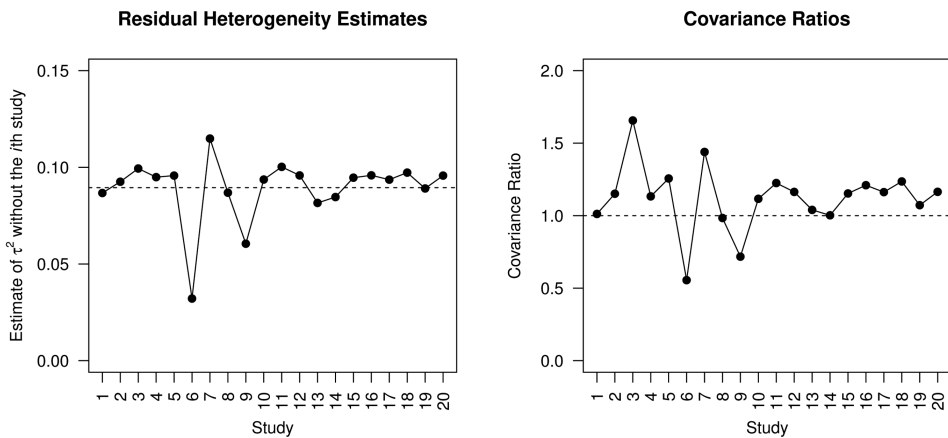 Residual Heterogeneity Estimates
Estimate of τ² without the ith study
0.15
0.10
0.05
0.00
1 2 3 4 5 6 7 8 9 10 11 12 13 14 15 16 17 18 19 20
Study
Covariance Ratios
Covariance Ratio
2.0
1.5
1.0
0.5
0.0
1 2 3 4 5 6 7 8 9 10 11 12 13 14 15 16 17 18 19 20
Study